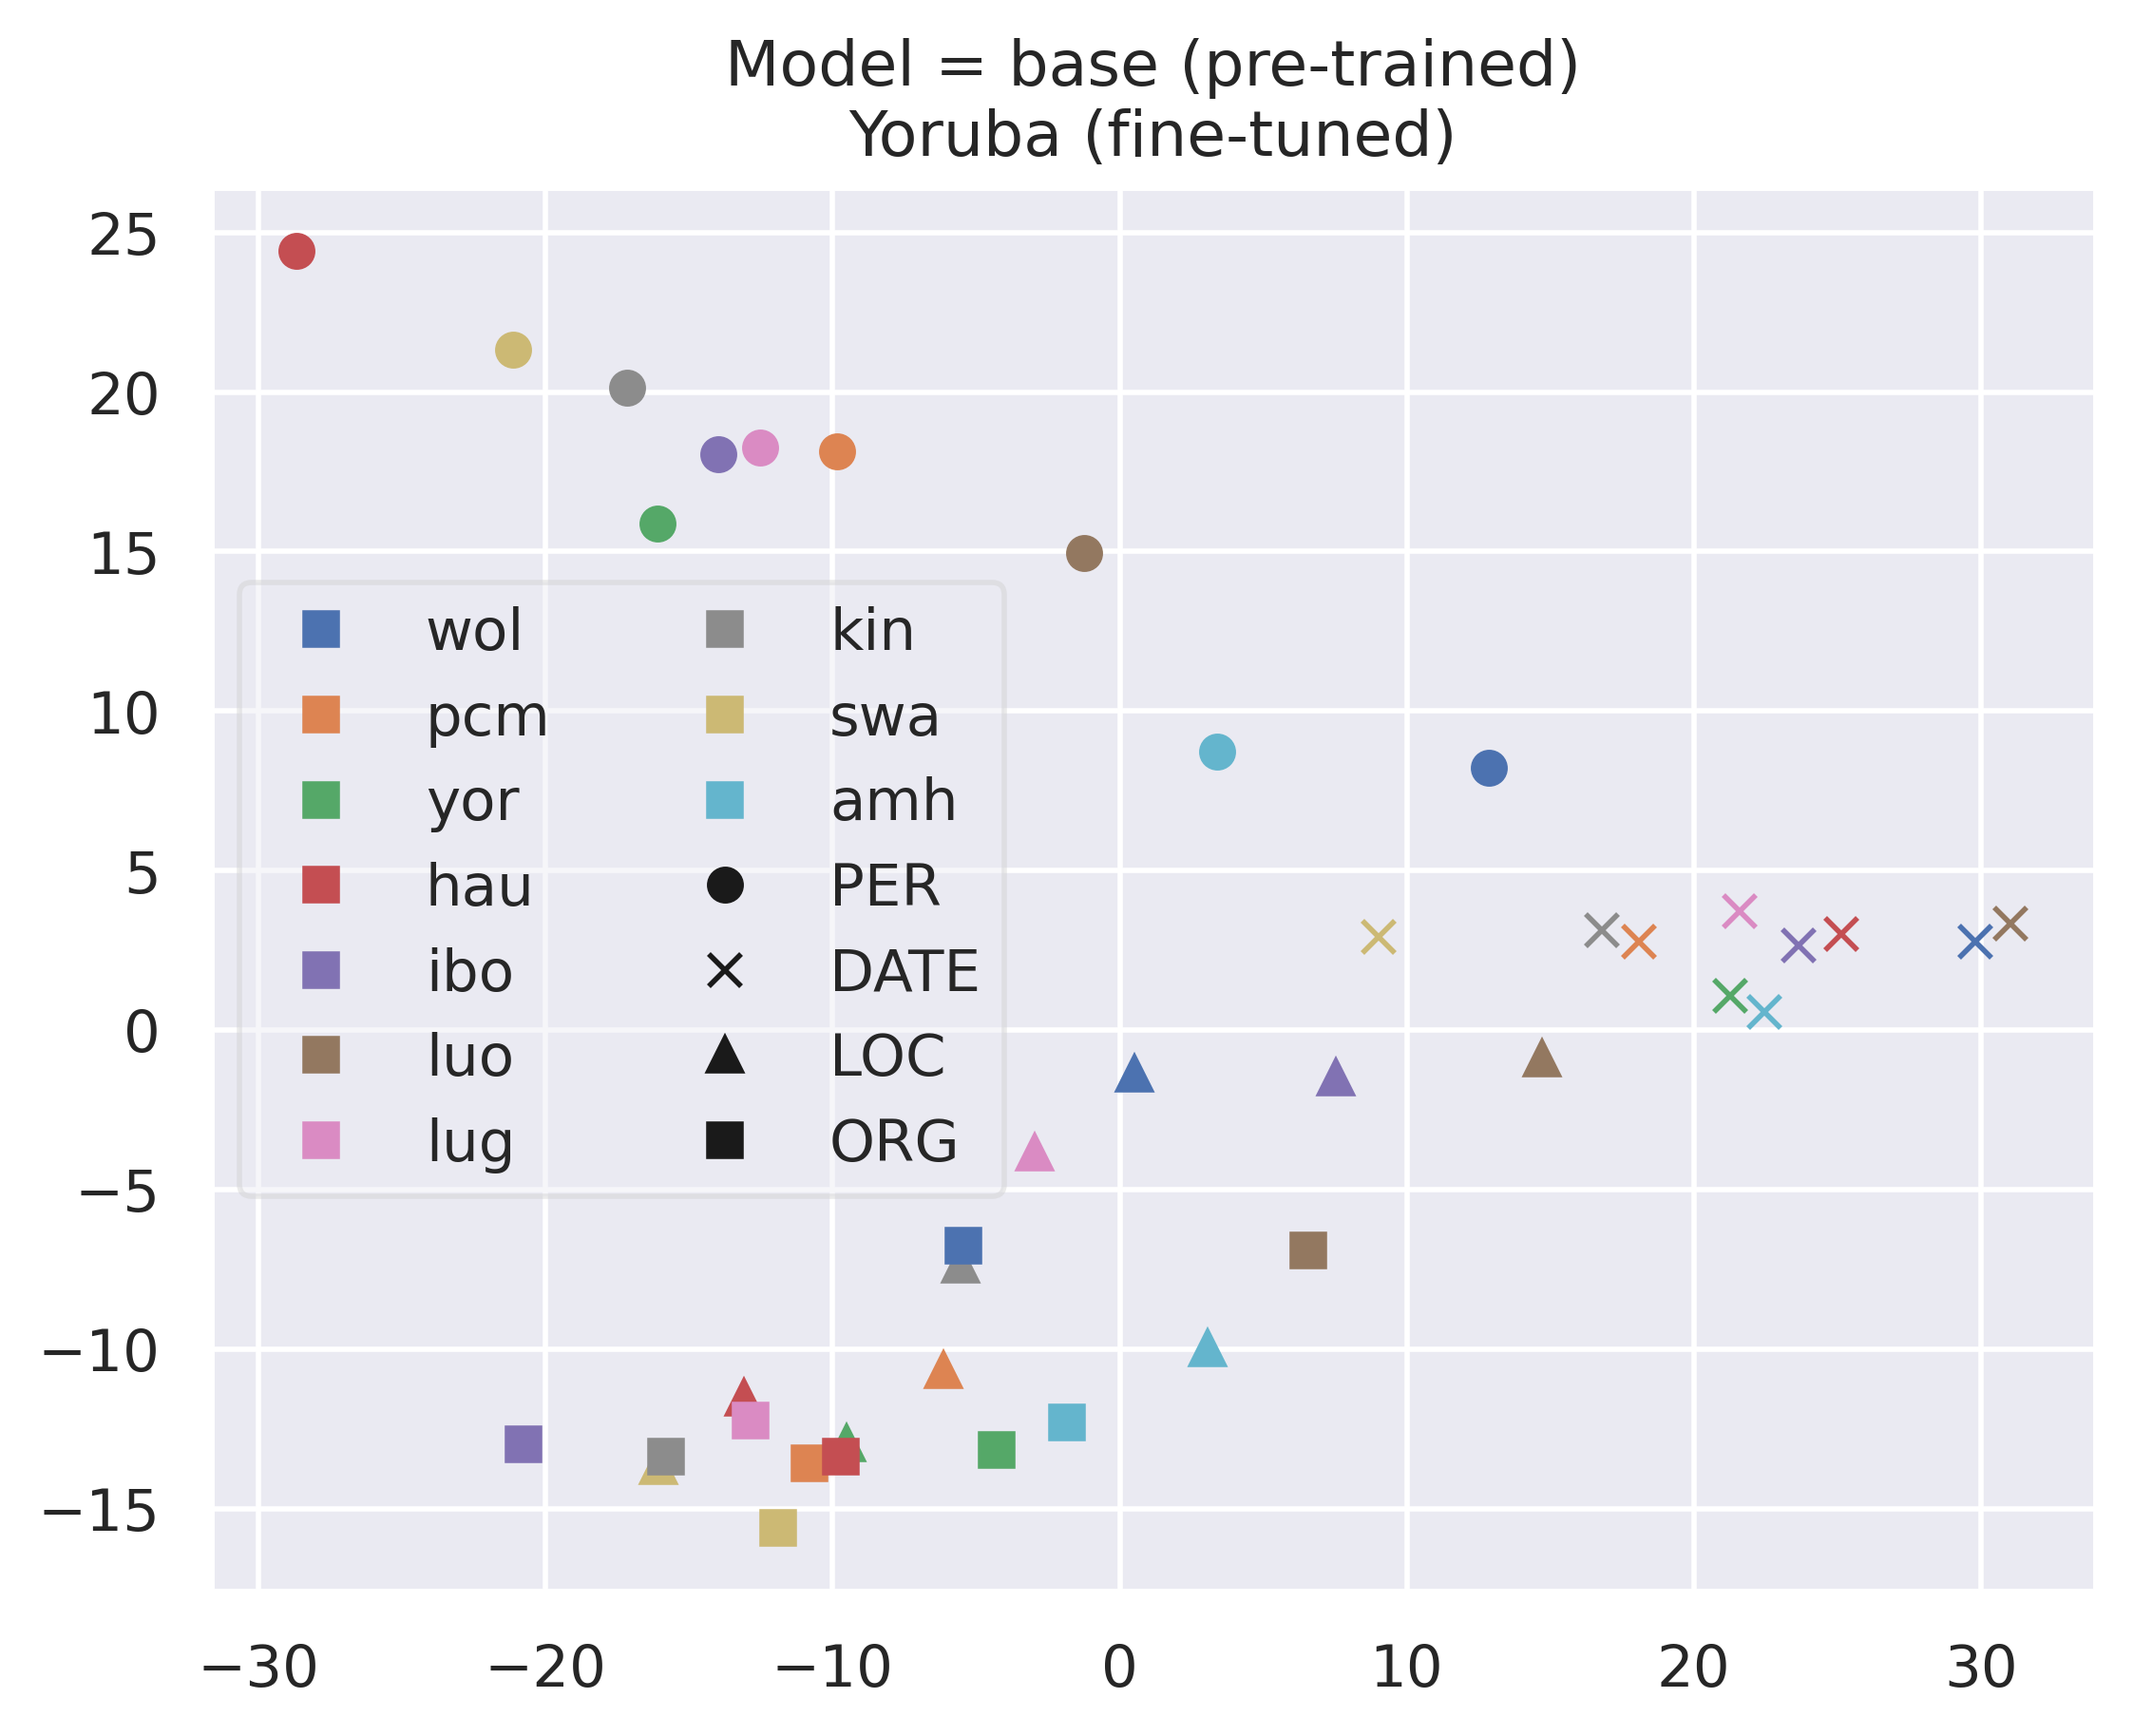 Model = base (pre-trained)
Yoruba (fine-tuned)
25
20
15
10
5
0
−5
−10
−15
wol
pcm
yor
hau
ibo
luo
lug
kin
swa
amh
PER
DATE
LOC
ORG
−30 −20 −10 0 10 20 30